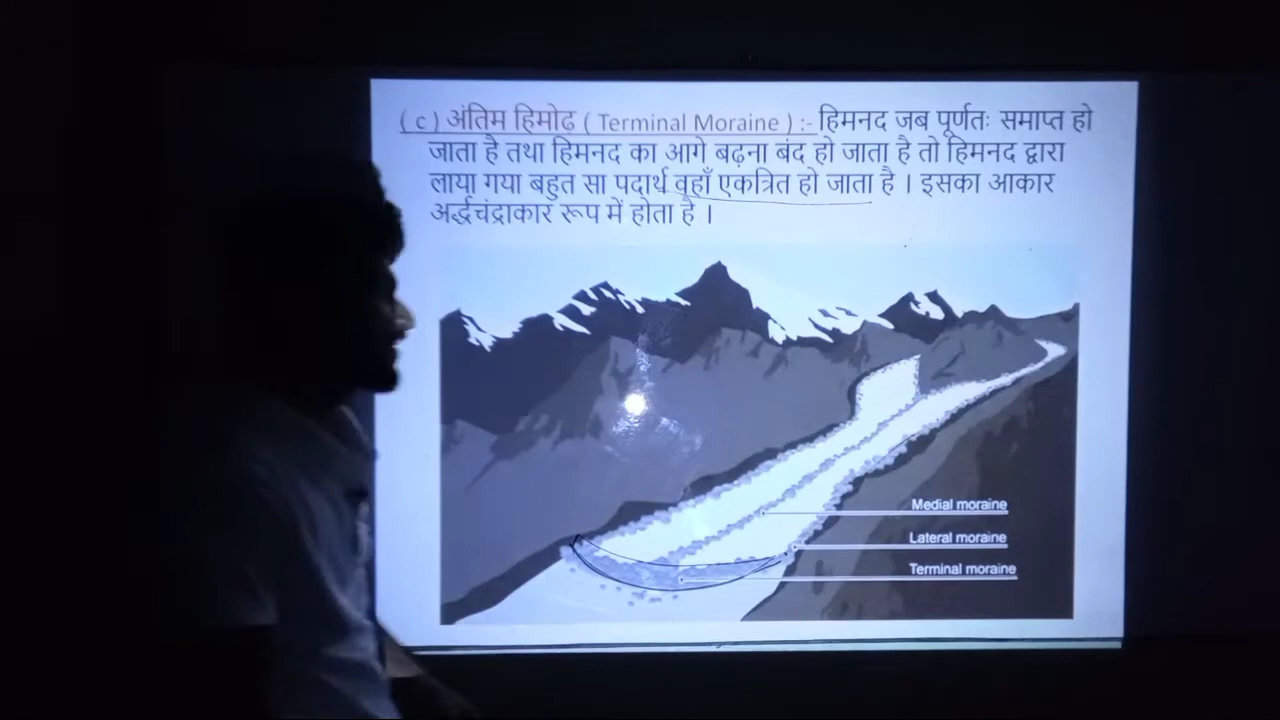 ( c ) अंतिम हिमोढ ( Terminal Moraine ) :- हिमनद जब पूर्णतः समाप्त हो
जाता है तथा हिमनद का आगे बढ़ना बंद हो जाता है तो हिमनद द्वारा
लाया गया बहुत सा पदार्थ वहाँ एकत्रित हो जाता है । इसका आकार
अर्द्धचंद्राकार रूप में होता है ।
Medial moraine
Lateral moraine
Terminal moraine